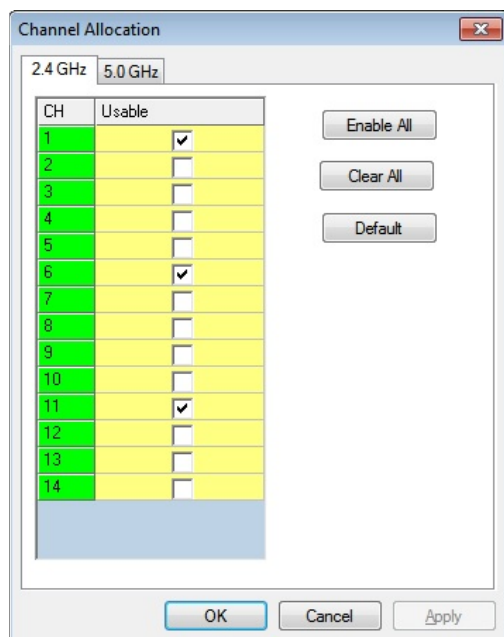 Channel Allocation
2.4 GHz 5.0 GHz
CH Usable
1
2
3
4
5
6
7
8
9
10
11
12
13
14
Enable All
Clear All
Default
OK Cancel Apply